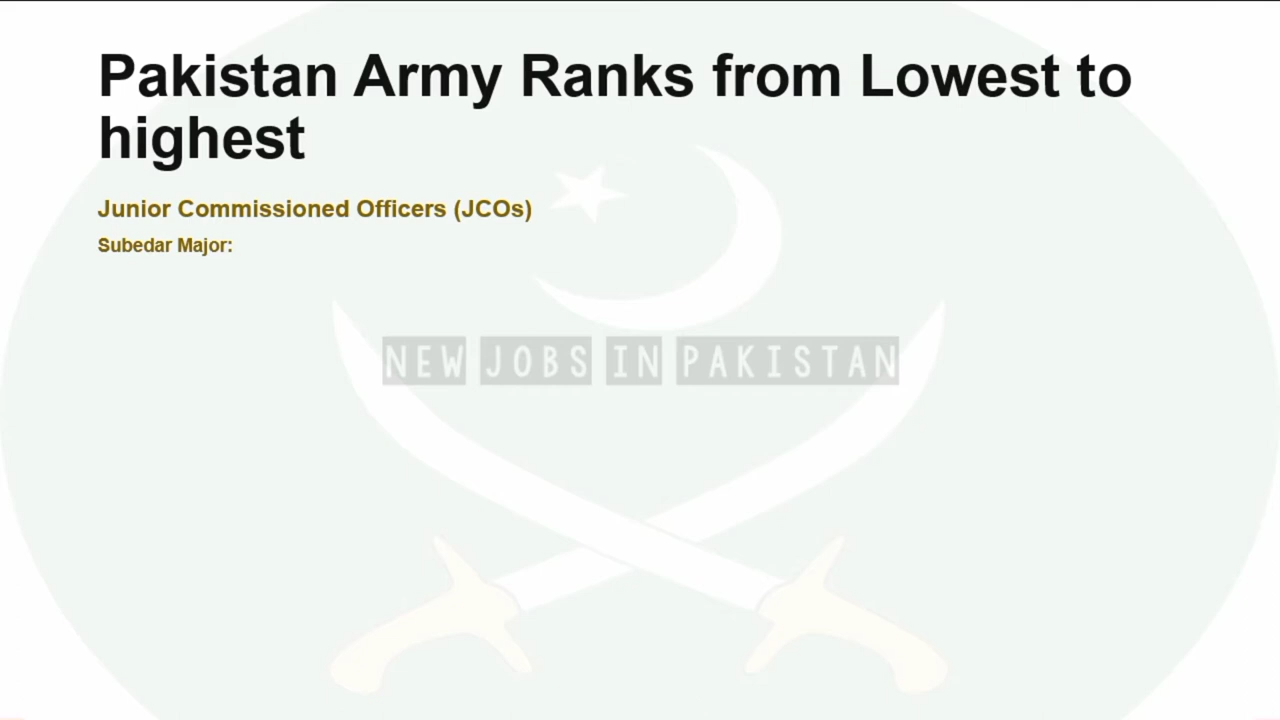 Pakistan Army Ranks from Lowest to
highest
Junior Commissioned Officers (JCOs)
Subedar Major:
NEW JOBS IN PAKISTAN